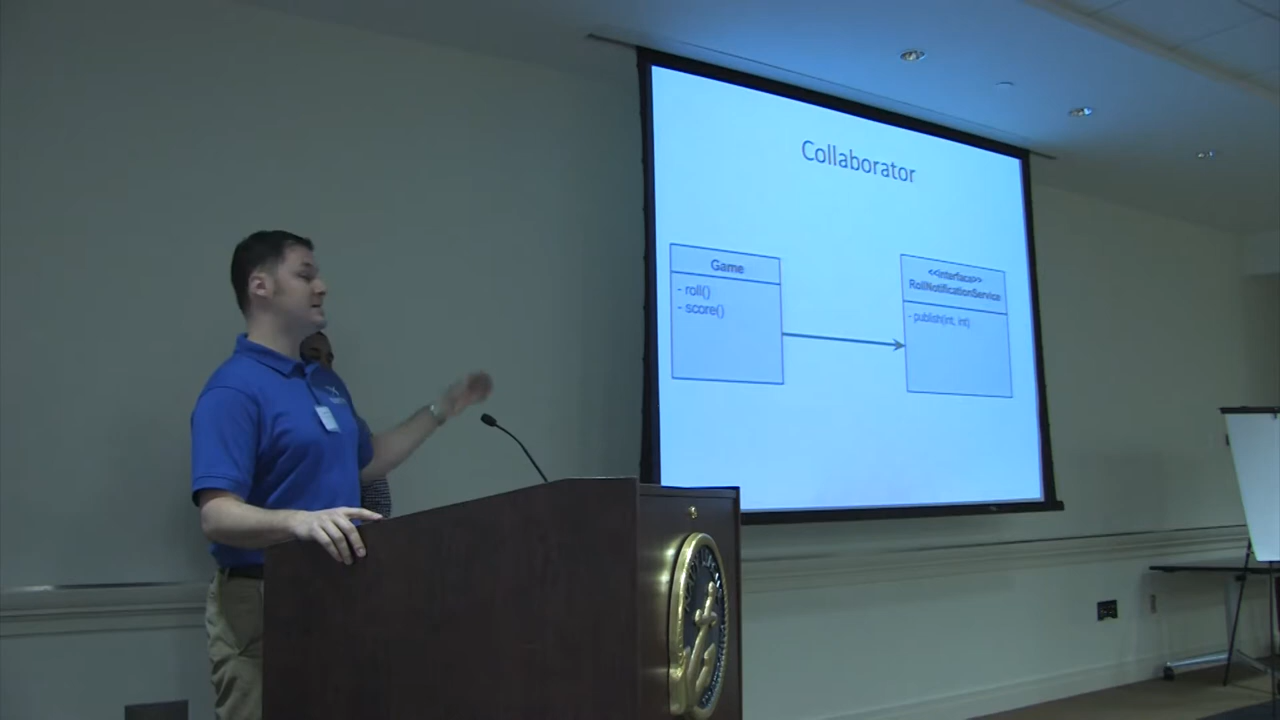 Collaborator
Game
- roll()
- score()
<<interface>>
RollNotificationService
- publish(int, int)